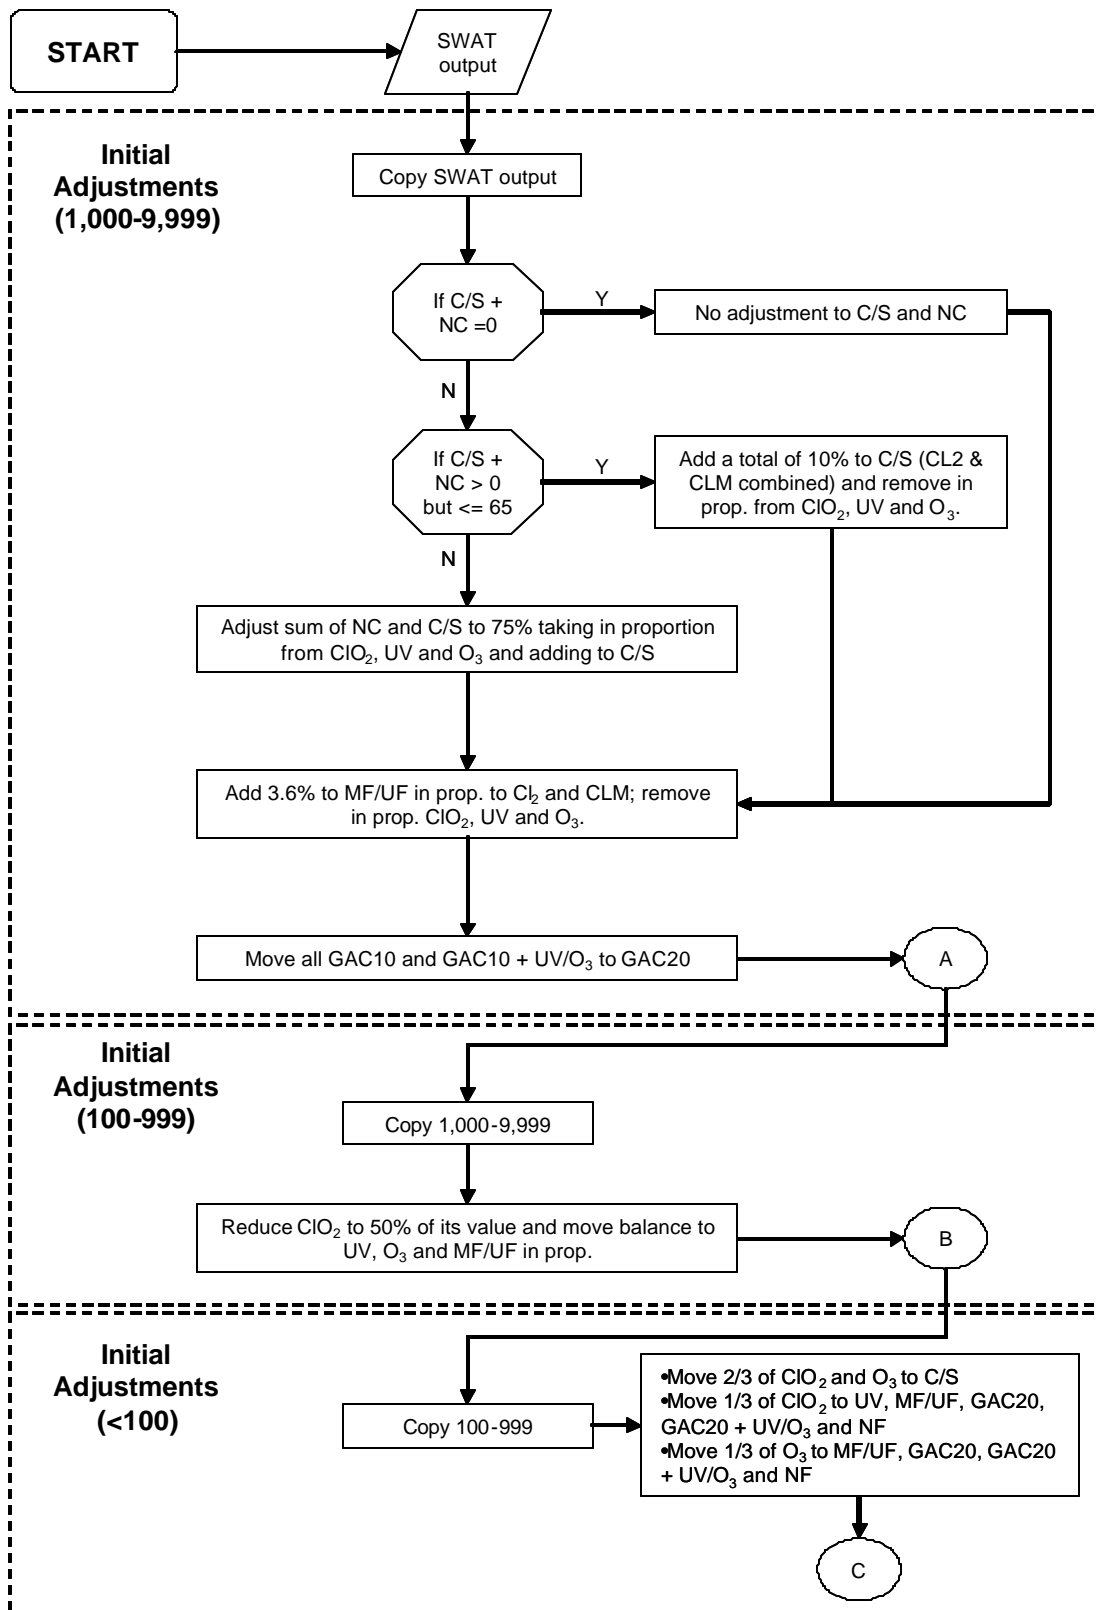 START
SWAT
output
Initial
Adjustments
(1,000-9,999)
Copy SWAT output
If C/S +
NC =0
Y
No adjustment to C/S and NC
N
If C/S +
NC > 0
but <= 65
Y
Add a total of 10% to C/S (CL2 &
CLM combined) and remove in
prop. from ClO2, UV and O3.
N
Adjust sum of NC and C/S to 75% taking in proportion
from ClO2, UV and O3 and adding to C/S
Add 3.6% to MF/UF in prop. to Cl2 and CLM; remove
in prop. ClO2, UV and O3.
Move all GAC10 and GAC10 + UV/O3 to GAC20
A
Initial
Adjustments
(100-999)
Copy 1,000-9,999
Reduce ClO2 to 50% of its value and move balance to
UV, O3 and MF/UF in prop.
B
Initial
Adjustments
(<100)
Copy 100-999
•Move 2/3 of ClO2 and O3 to C/S
•Move 1/3 of ClO2 to UV, MF/UF, GAC20,
GAC20 + UV/O3 and NF
•Move 1/3 of O3 to MF/UF, GAC20, GAC20
+ UV/O3 and NF
C